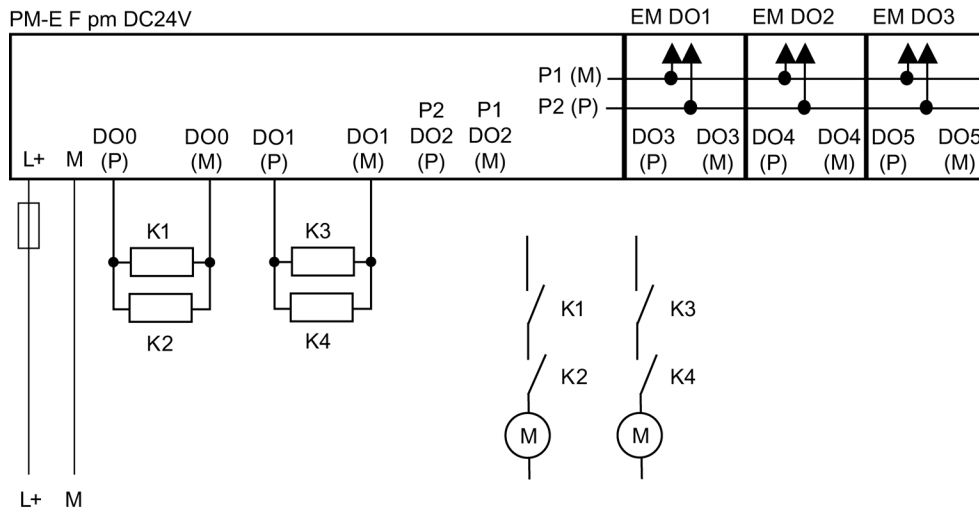 PM-E F pm DC24V EM DO1 EM DO2 EM DO3
P1 (M)
P2 (P)
P2 P1
L+ M DO0 DO0 DO1 DO1 DO2 DO2 DO3 DO3 DO4 DO4 DO5 DO5
(P) (M) (P) (M) (P) (M) (P) (M) (P) (M) (P) (M)
K1 K3
K2 K4
K1 K3
K2 K4
M M
L+ M